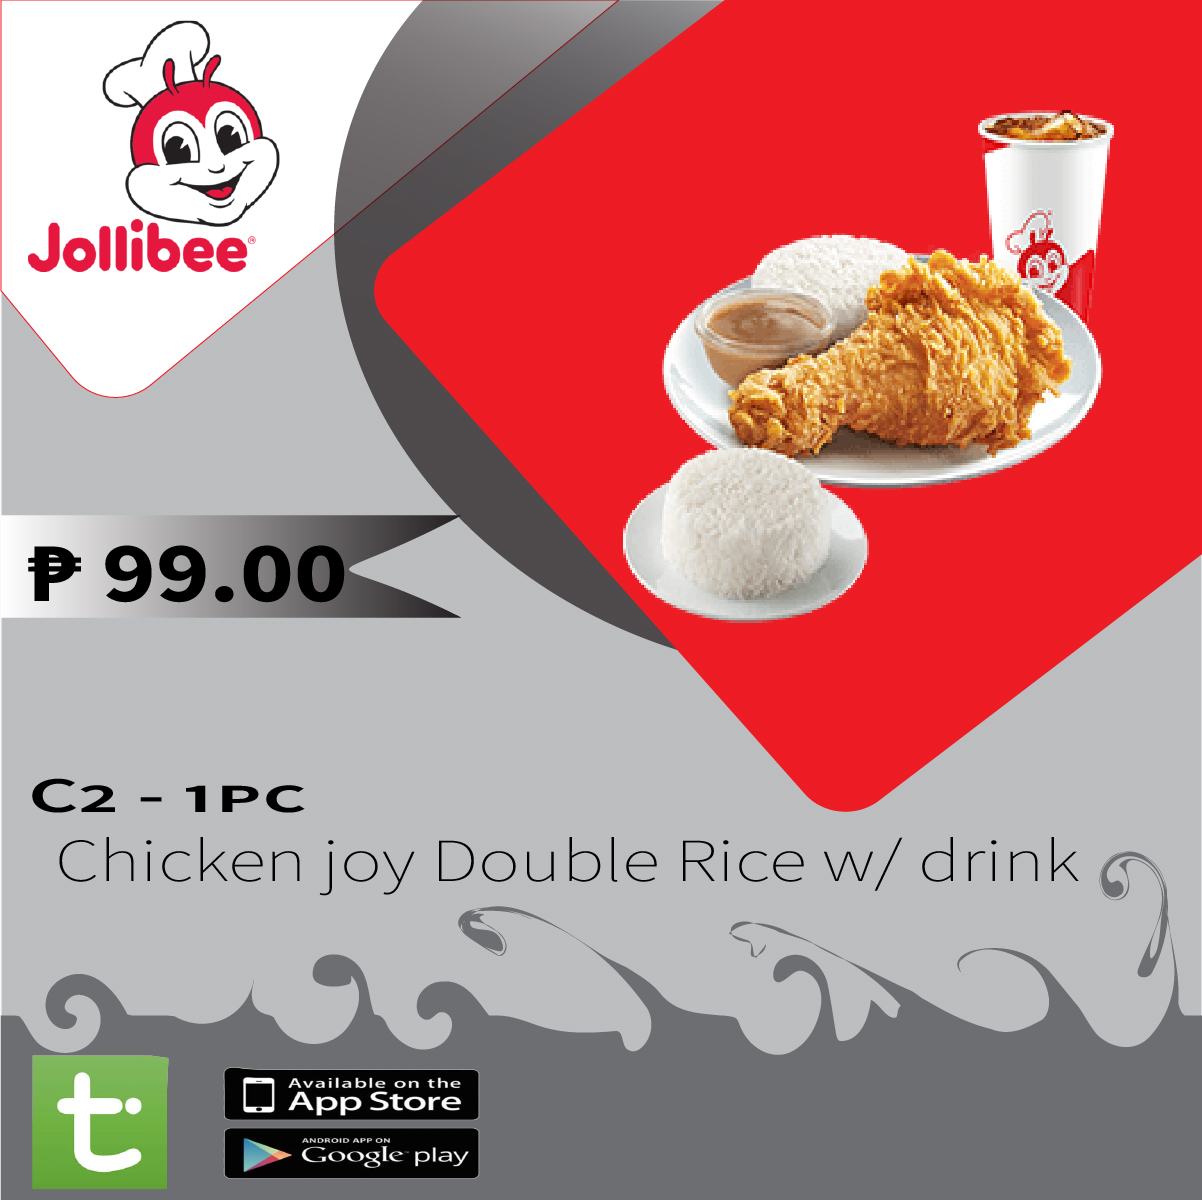 Jollibee®
₱ 99.00
C2 - 1PC
Chicken joy Double Rice w/ drink
t
Available on the
App Store
ANDROID APP ON
Google play